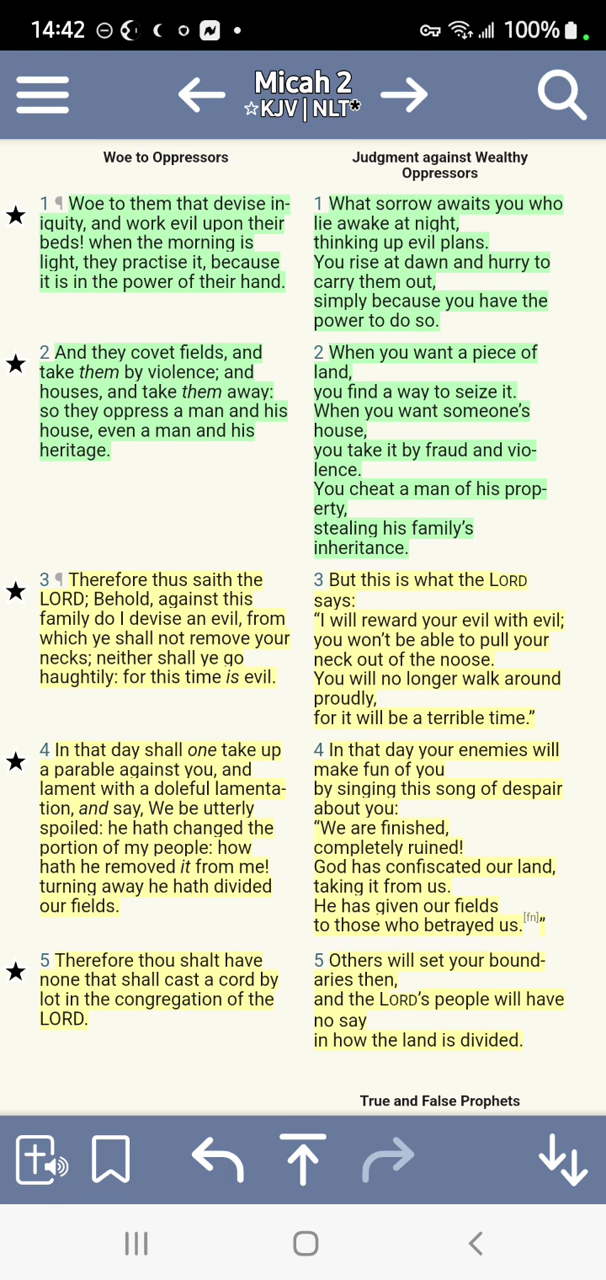 14:42
100%
Micah 2
☆KJV | NLT*
Woe to Oppressors
1 ¶ Woe to them that devise in-
iquity, and work evil upon their
beds! when the morning is
light, they practise it, because
it is in the power of their hand.
2 And they covet fields, and
take them by violence; and
houses, and take them away:
so they oppress a man and his
house, even a man and his
heritage.
3 ¶ Therefore thus saith the
LORD; Behold, against this
family do I devise an evil, from
which ye shall not remove your
necks; neither shall ye go
haughtily: for this time is evil.
4 In that day shall one take up
a parable against you, and
lament with a doleful lamenta-
tion, and say, We be utterly
spoiled: he hath changed the
portion of my people: how
hath he removed it from me!
turning away he hath divided
our fields.
5 Therefore thou shalt have
none that shall cast a cord by
lot in the congregation of the
LORD.
Judgment against Wealthy
Oppressors
1 What sorrow awaits you who
lie awake at night,
thinking up evil plans.
You rise at dawn and hurry to
carry them out,
simply because you have the
power to do so.
2 When you want a piece of
land,
you find a way to seize it.
When you want someone's
house,
you take it by fraud and vio-
lence.
You cheat a man of his prop-
erty,
stealing his family's
inheritance.
3 But this is what the LORD
says:
“I will reward your evil with evil;
you won't be able to pull your
neck out of the noose.
You will no longer walk around
proudly,
for it will be a terrible time.”
4 In that day your enemies will
make fun of you
by singing this song of despair
about you:
“We are finished,
completely ruined!
God has confiscated our land,
taking it from us.
He has given our fields
to those who betrayed us.[fn]”
5 Others will set your bound-
aries then,
and the LORD's people will have
no say
in how the land is divided.
True and False Prophets